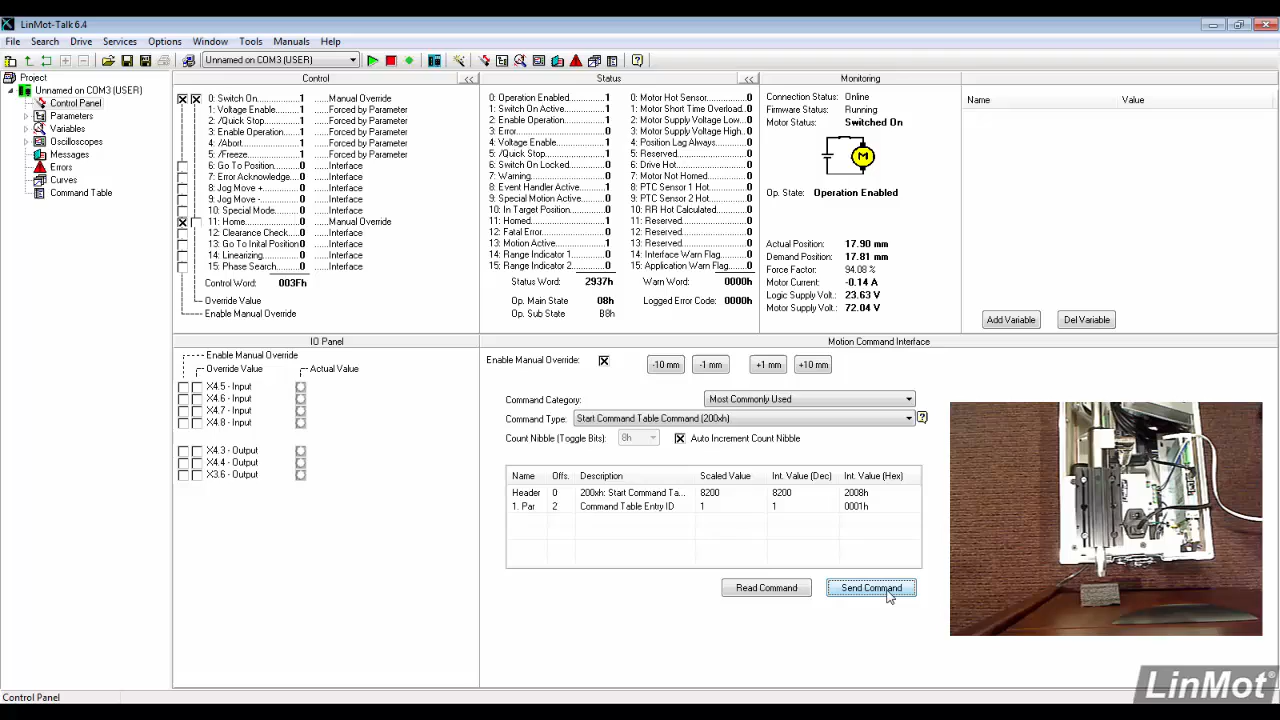 LinMot-Talk 6.4
File Search Drive Services Options Window Tools Manuals Help
Unnamed on COM3 (USER)
Project
Unnamed on COM3 (USER)
Control Panel
Parameters
Variables
Oscilloscopes
Messages
Errors
Curves
Command Table
Control <<
0: Switch On 1 Manual Override
1: Voltage Enable 1 Forced by Parameter
2: /Quick Stop 1 Forced by Parameter
3: Enable Operation 1 Forced by Parameter
4: /Abort 1 Forced by Parameter
5: /Freeze 1 Forced by Parameter
6: Go To Position 0 Interface
7: Error Acknowledge 0 Interface
8: Jog Move + 0 Interface
9: Jog Move - 0 Interface
10: Special Mode 0 Interface
11: Home 0 Manual Override
12: Clearance Check 0 Interface
13: Go To Inital Position 0 Interface
14: Linearizing 0 Interface
15: Phase Search 0 Interface
Control Word: 003Fh
Override Value
Enable Manual Override
Status <<
0: Operation Enabled 1 0: Motor Hot Sensor 0
1: Switch On Active 1 1: Motor Short Time Overload 0
2: Enable Operation 1 2: Motor Supply Voltage Low 0
3: Error 0 3: Motor Supply Voltage High 0
4: Voltage Enable 1 4: Position Lag Always 0
5: /Quick Stop 1 5: Reserved 0
6: Switch On Locked 0 6: Drive Hot 0
7: Warning 0 7: Motor Not Homed 0
8: Event Handler Active 1 8: PTC Sensor 1 Hot 0
9: Special Motion Active 0 9: PTC Sensor 2 Hot 0
10: In Target Position 0 10: RR Hot Calculated 0
11: Homed 1 11: Reserved 0
12: Fatal Error 0 12: Reserved 0
13: Motion Active 1 13: Reserved 0
14: Range Indicator 1 0 14: Interface Warn Flag 0
15: Range Indicator 2 0 15: Application Warn Flag 0
Status Word: 2937h Warn Word: 0000h
Op. Main State 08h Logged Error Code: 0000h
Op. Sub State B8h
Monitoring
Connection Status: Online
Firmware Status: Running
Motor Status: Switched On
M
Op. State: Operation Enabled
Actual Position: 17.90 mm
Demand Position: 17.81 mm
Force Factor: 94.08 %
Motor Current: -0.14 A
Logic Supply Volt.: 23.63 V
Motor Supply Volt.: 72.04 V
Name Value
Add Variable Del Variable
IO Panel
Enable Manual Override
Override Value Actual Value
X4.5 - Input
X4.6 - Input
X4.7 - Input
X4.8 - Input
X4.3 - Output
X4.4 - Output
X3.6 - Output
Motion Command Interface
Enable Manual Override: -10 mm -1 mm +1 mm +10 mm
Command Category: Most Commonly Used
Command Type: Start Command Table Command (200xh)
Count Nibble (Toggle Bits): 8h Auto Increment Count Nibble
Name Offs. Description Scaled Value Int. Value (Dec) Int. Value (Hex)
Header 0 200xh: Start Command Ta... 8200 8200 2008h
1. Par 2 Command Table Entry ID 1 1 0001h
Read Command Send Command
LinMot®
Control Panel